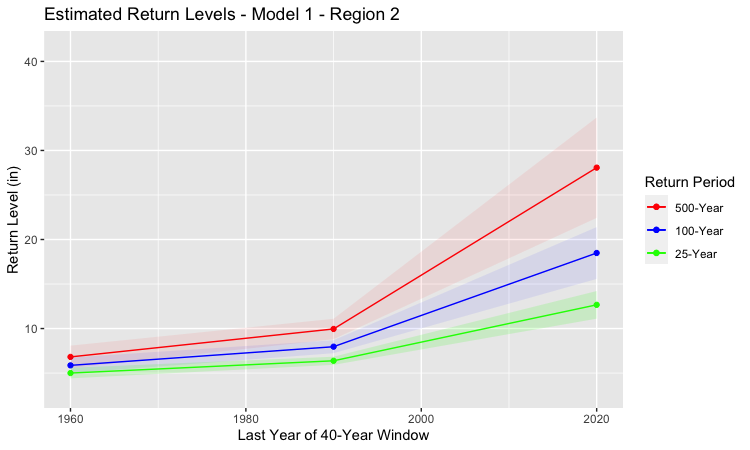 Estimated Return Levels - Model 1 - Region 2
Return Level (in)
40
30
20
10
1960
1980
2000
2020
Last Year of 40-Year Window
Return Period
500-Year
100-Year
25-Year